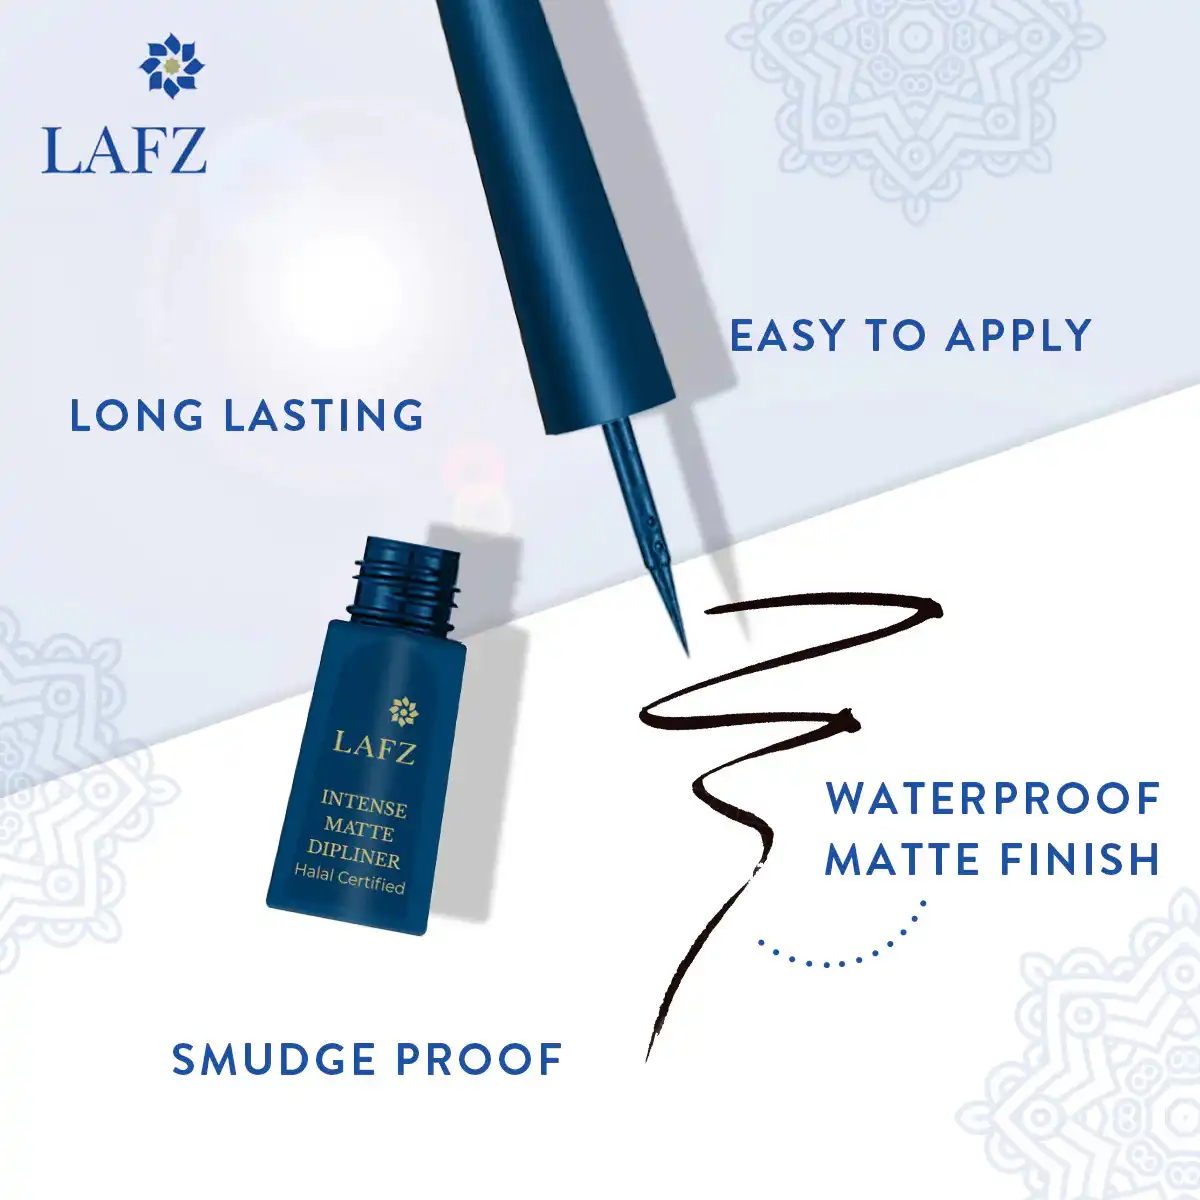 LAFZ
EASY TO APPLY
LONG LASTING
LAFZ
INTENSE
MATTE
DIPLINER
Halal Certified
WATERPROOF
MATTE FINISH
SMUDGE PROOF